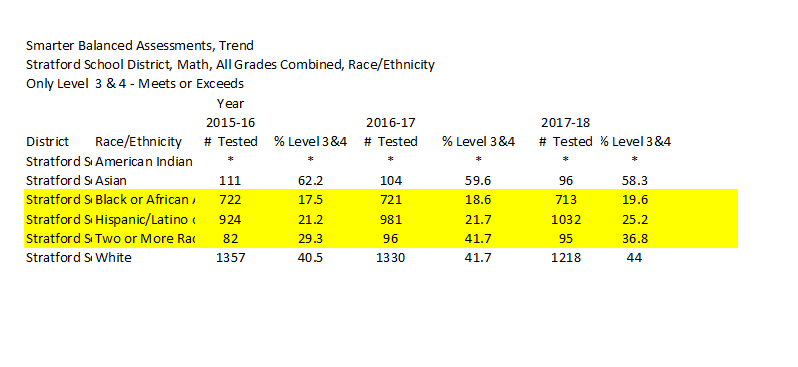 Smarter Balanced Assessments, Trend
Stratford School District, Math, All Grades Combined, Race/Ethnicity
Only Level 3 & 4 - Meets or Exceeds
Year
2015-16 2016-17 2017-18
District Race/Ethnicity # Tested % Level 3&4 # Tested % Level 3&4 # Tested % Level 3&4
Stratford S American Indian * * * * * *
Stratford S Asian 111 62.2 104 59.6 96 58.3
Stratford S Black or African 722 17.5 721 18.6 713 19.6
Stratford S Hispanic/Latino 924 21.2 981 21.7 1032 25.2
Stratford S Two or More Rac 82 29.3 96 41.7 95 36.8
Stratford S White 1357 40.5 1330 41.7 1218 44